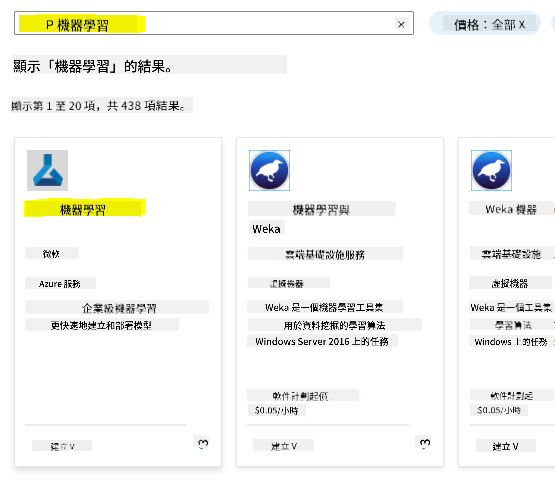 P 機器學習
價格：全部 X
顯示「機器學習」的結果。
顯示第 1 至 20 項，共 438 項結果。
機器學習
微軟
Azure 服務
企業級機器學習
更快速地建立和部署模型
建立 V
機器學習與
Weka
雲端基礎設施服務
虛擬機器
Weka 是一個機器學習工具集
用於資料挖掘的學習算法
Windows Server 2016 上的任務
軟件計劃起價
$0.05/小時
建立 V
Weka 機器
雲端基礎設施
虛擬機器
Weka 是一個工具集
學習算法
Windows 上的任務
軟件計劃起
$0.05/小時
建立 V